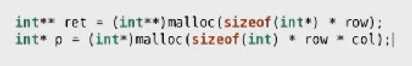 int** ret = (int**)malloc(sizeof(int*) * row);
int* p = (int*)malloc(sizeof(int) * row * col);